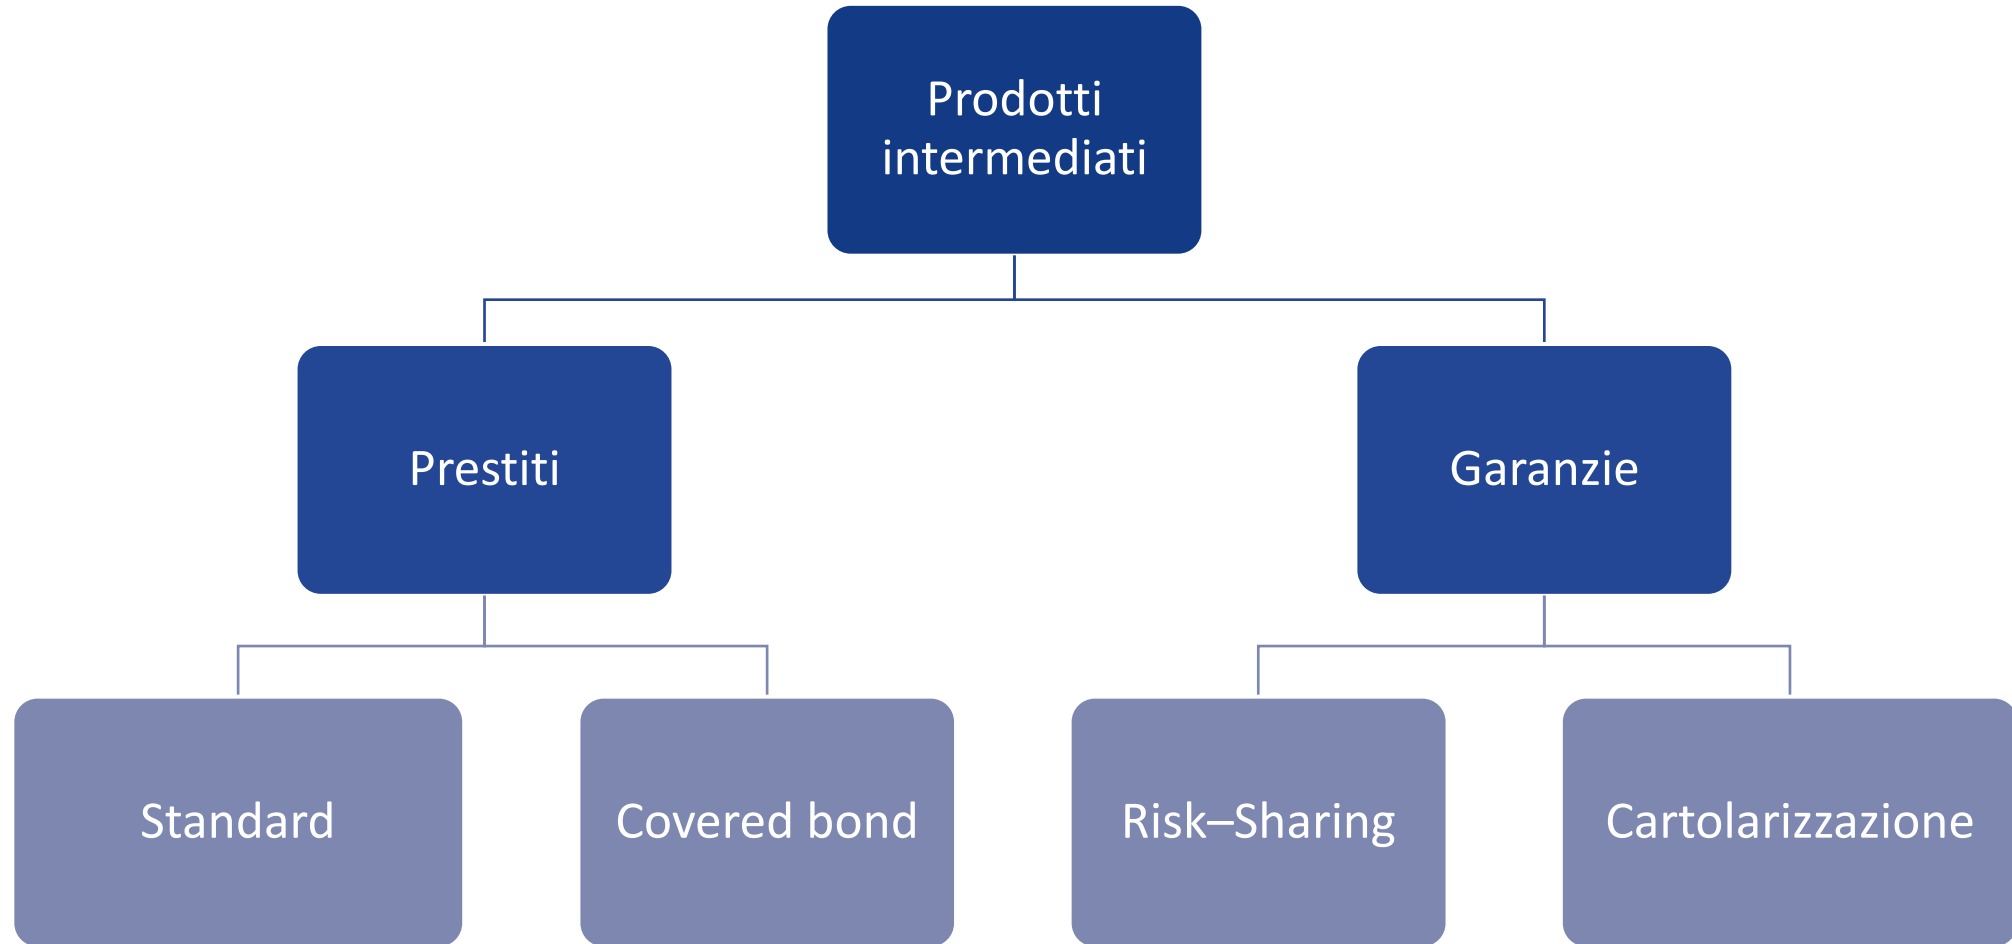 Prodotti
intermediati
Prestiti
Garanzie
Standard
Covered bond
Risk–Sharing
Cartolarizzazione